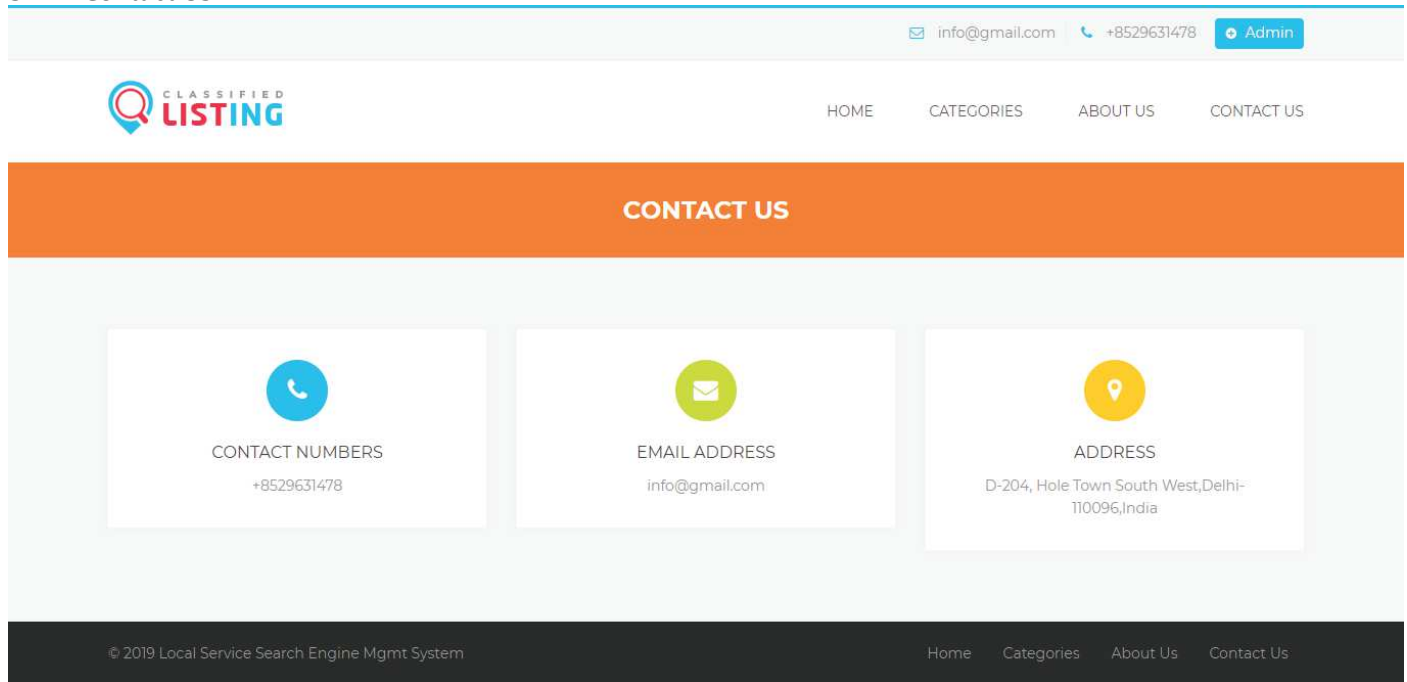 info@gmail.com +8529631478 Admin
CLASSIFIED
LISTING
HOME CATEGORIES ABOUT US CONTACT US
CONTACT US
CONTACT NUMBERS
+8529631478
EMAIL ADDRESS
info@gmail.com
ADDRESS
D-204, Hole Town South West,Delhi-
110096,India
© 2019 Local Service Search Engine Mgmt System
Home Categories About Us Contact Us